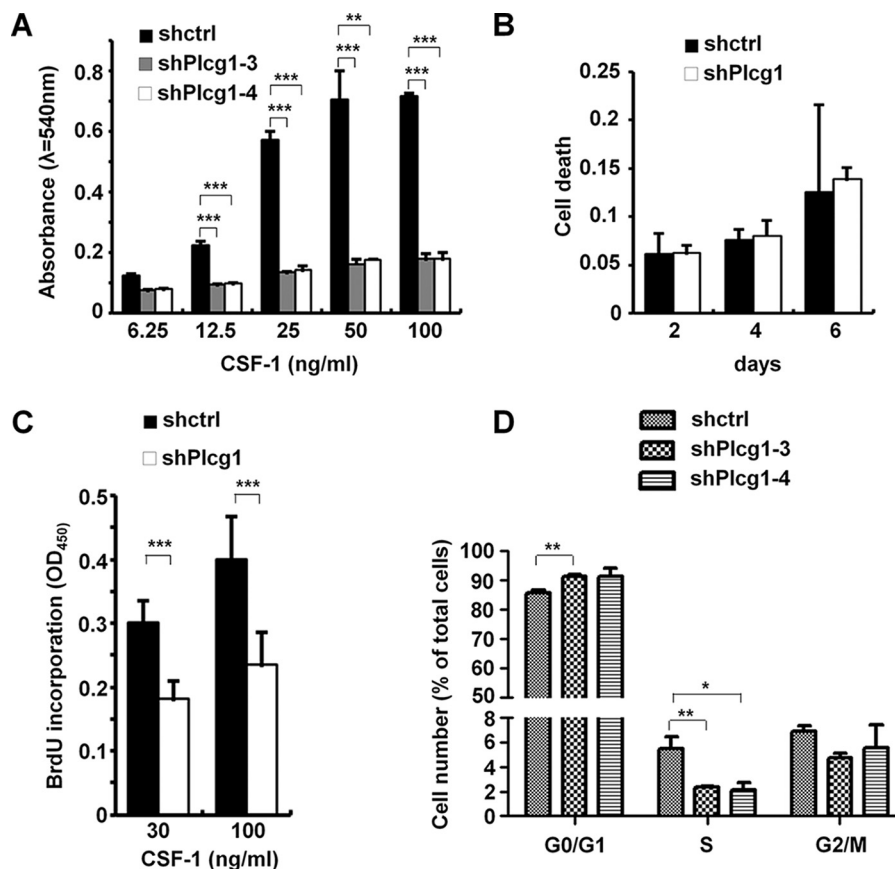 A
shctrl
shPlcg1-3
shPlcg1-4
Absorbance (λ=540nm)
0.8
0.6
0.4
0.2
0
***
***
***
***
**
***
***
***
6.25 12.5 25 50 100
CSF-1 (ng/ml)
B
shctrl
shPlcg1
Cell death
0.25
0.2
0.15
0.1
0.05
0
2 4 6
days
C
shctrl
shPlcg1
BrdU incorporation (OD450)
0.5
0.4
0.3
0.2
0.1
0
***
***
30 100
CSF-1 (ng/ml)
D
shctrl
shPlcg1-3
shPlcg1-4
Cell number (% of total cells)
100
90
80
70
60
50
8
6
4
2
0
**
*
**
G0/G1 S G2/M